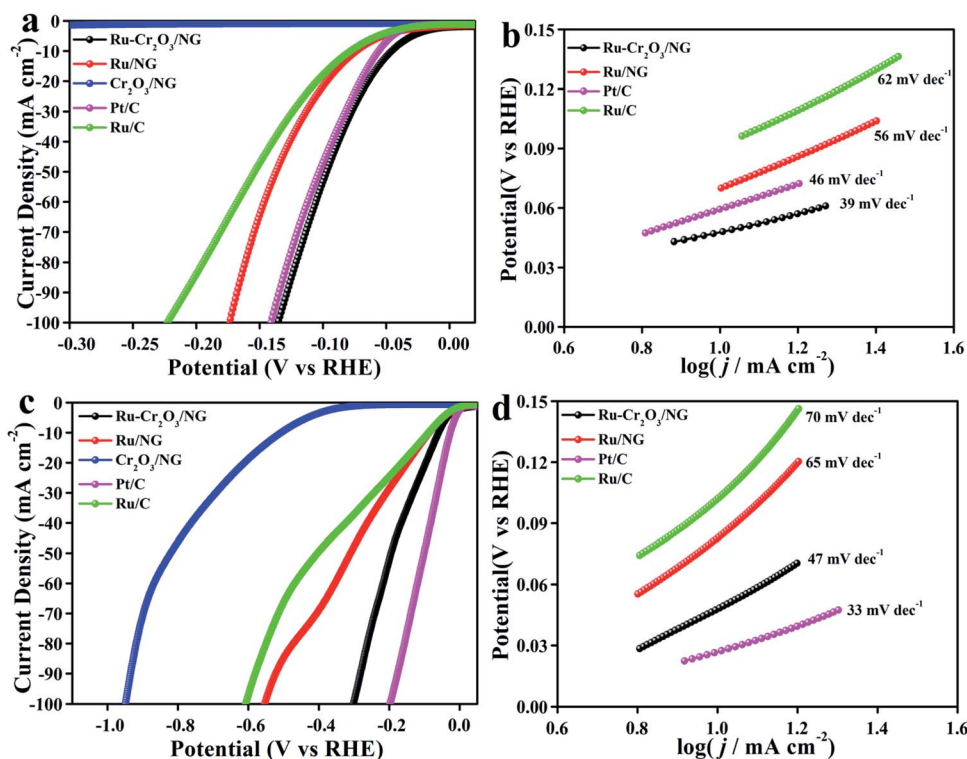 a
0
-10
-20
-30
-40
-50
-60
-70
-80
-90
-100
Current Density (mA cm⁻²)
Ru-Cr₂O₃/NG
Ru/NG
Cr₂O₃/NG
Pt/C
Ru/C
-0.30 -0.25 -0.20 -0.15 -0.10 -0.05 0.00
Potential (V vs RHE)
b
0.15
0.12
0.09
0.06
0.03
0.00
Potential(V vs RHE)
Ru-Cr₂O₃/NG
Ru/NG
Pt/C
Ru/C
62 mV dec⁻¹
56 mV dec⁻¹
46 mV dec⁻¹
39 mV dec⁻¹
0.6 0.8 1.0 1.2 1.4 1.6
log(j / mA cm⁻²)
c
0
-10
-20
-30
-40
-50
-60
-70
-80
-90
-100
Current Density (mA cm⁻²)
Ru-Cr₂O₃/NG
Ru/NG
Cr₂O₃/NG
Pt/C
Ru/C
-1.0 -0.8 -0.6 -0.4 -0.2 0.0
Potential (V vs RHE)
d
0.15
0.12
0.09
0.06
0.03
0.00
Potential(V vs RHE)
Ru-Cr₂O₃/NG
Ru/NG
Pt/C
Ru/C
70 mV dec⁻¹
65 mV dec⁻¹
47 mV dec⁻¹
33 mV dec⁻¹
0.6 0.8 1.0 1.2 1.4
log(j / mA cm⁻²)